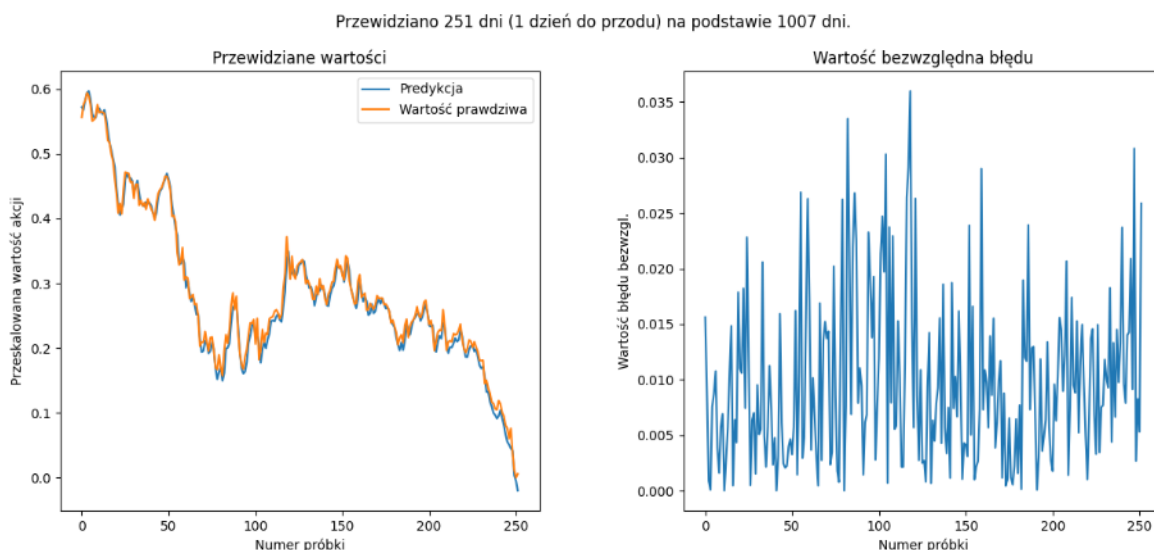 Przewidziano 251 dni (1 dzień do przodu) na podstawie 1007 dni.
Przewidziane wartości
Przeskalowana wartość akcji
0.6
0.5
0.4
0.3
0.2
0.1
0.0
Predykcja
Wartość prawdziwa
0 50 100 150 200 250
Numer próbki
Wartość bezwzględna błędu
Wartość błędu bezwzgl.
0.035
0.030
0.025
0.020
0.015
0.010
0.005
0.000
0 50 100 150 200 250
Numer próbki